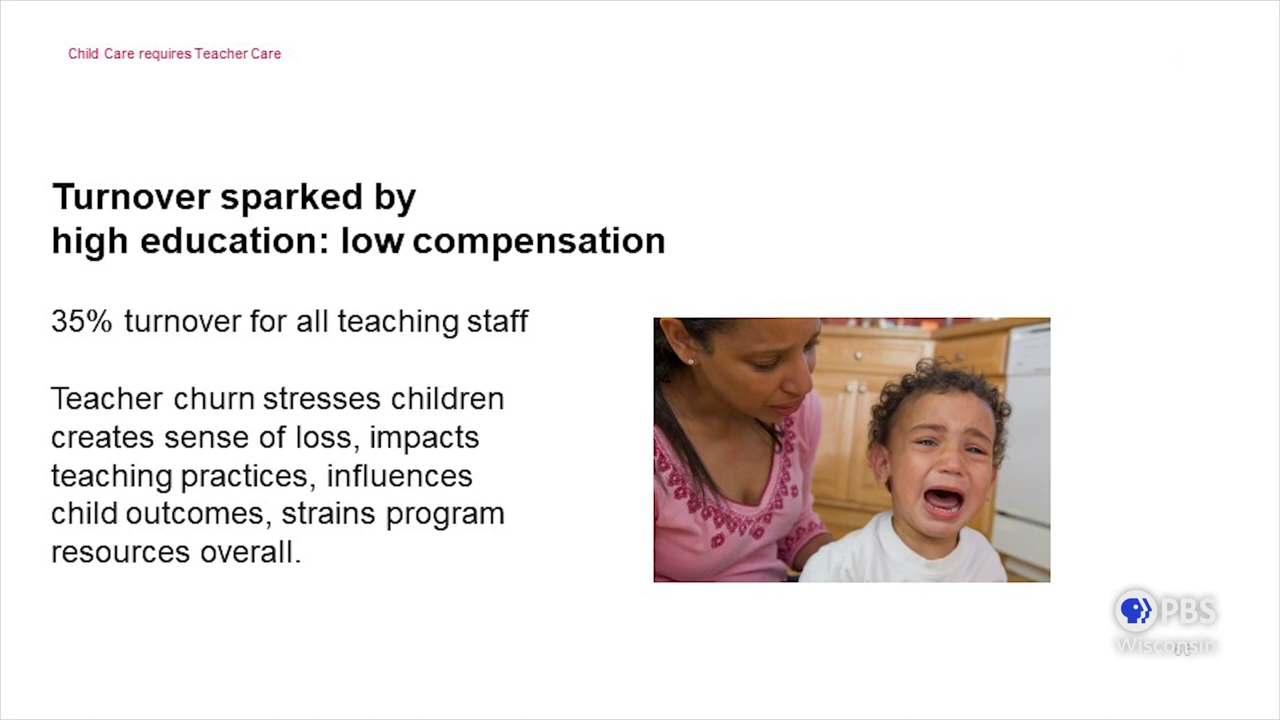 Child Care requires Teacher Care
Turnover sparked by
high education: low compensation
35% turnover for all teaching staff
Teacher churn stresses children
creates sense of loss, impacts
teaching practices, influences
child outcomes, strains program
resources overall.
PBS
Wisconsin